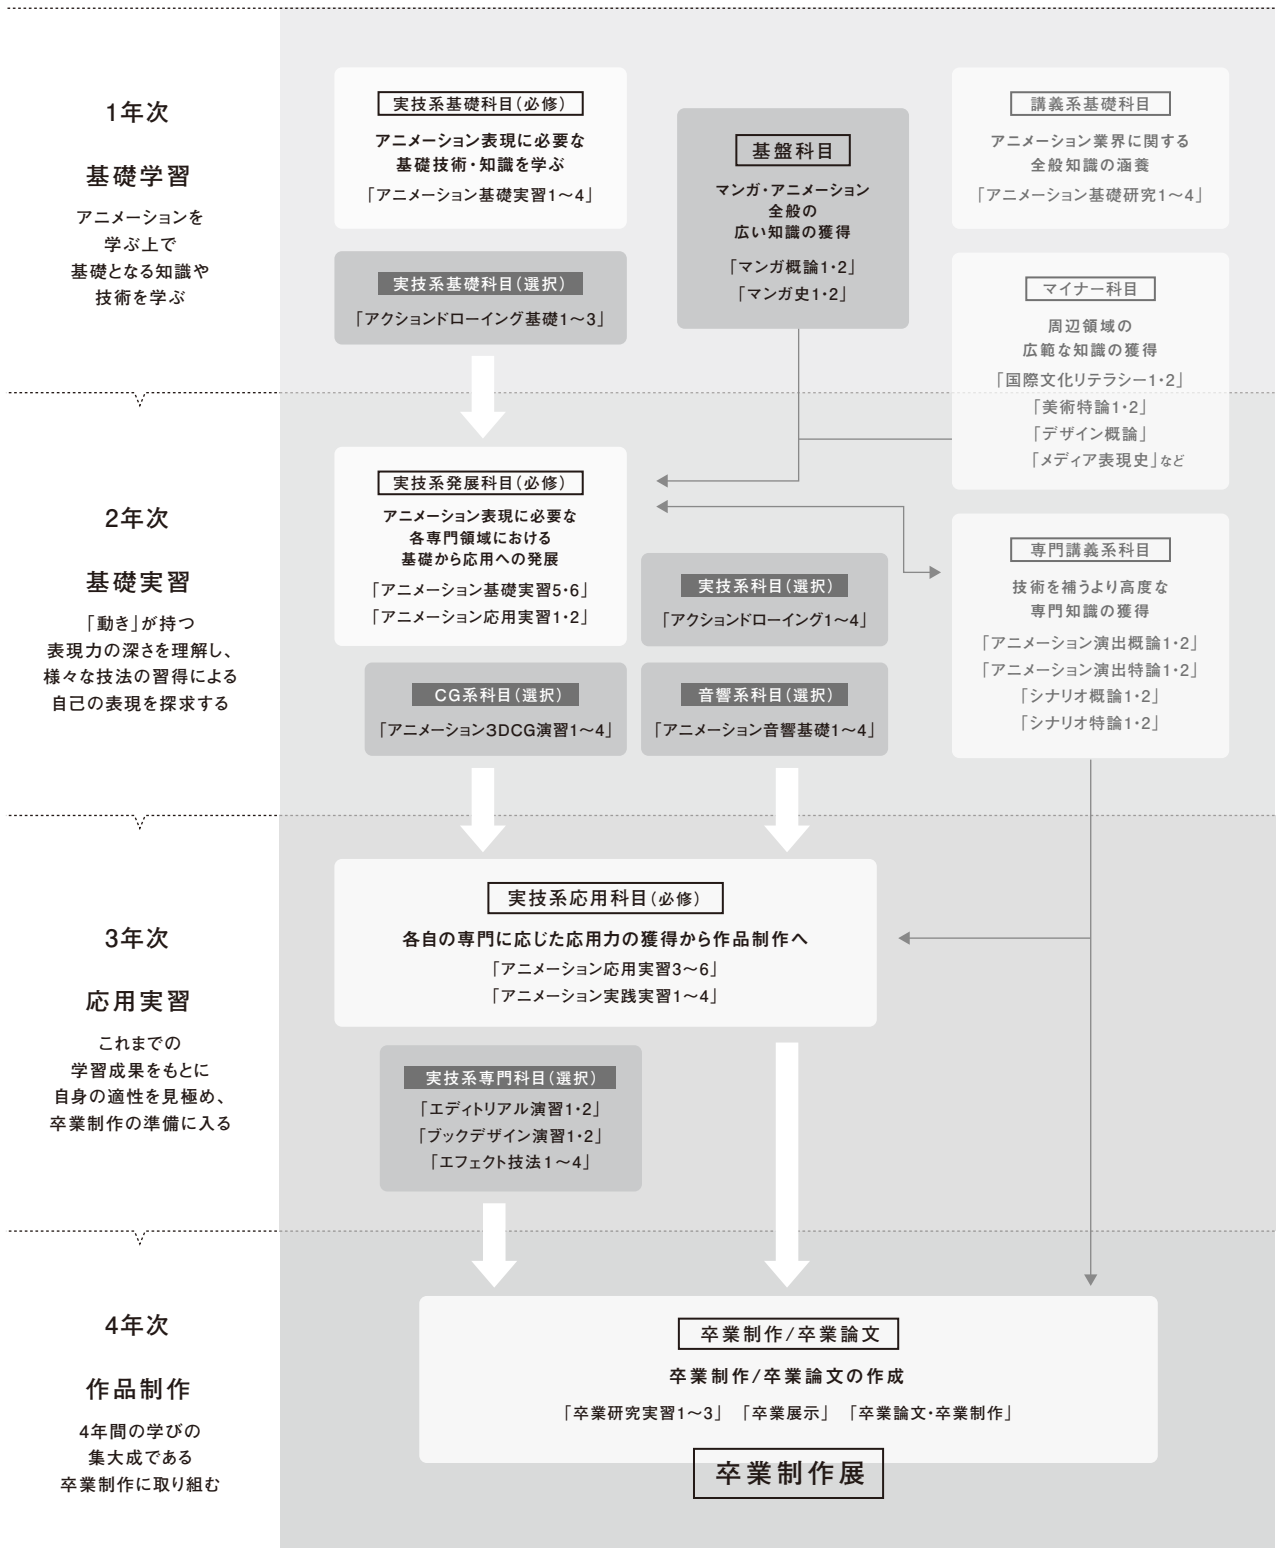 1年次
基礎学習
アニメーションを
学ぶ上で
基礎となる知識や
技術を学ぶ
実技系基礎科目(必修)
アニメーション表現に必要な
基礎技術・知識を学ぶ
「アニメーション基礎実習1〜4」
実技系基礎科目(選択)
「アクションドローイング基礎1〜3」
基盤科目
マンガ・アニメーション
全般の
広い知識の獲得
「マンガ概論1・2」
「マンガ史1・2」
講義系基礎科目
アニメーション業界に関する
全般知識の涵養
「アニメーション基礎研究1〜4」
マイナー科目
周辺領域の
広範な知識の獲得
「国際文化リテラシー1・2」
「美術特論1・2」
「デザイン概論」
「メディア表現史」など
2年次
基礎実習
「動き」が持つ
表現力の深さを理解し、
様々な技法の習得による
自己の表現を探求する
実技系発展科目(必修)
アニメーション表現に必要な
各専門領域における
基礎から応用への発展
「アニメーション基礎実習5・6」
「アニメーション応用実習1・2」
実技系科目(選択)
「アクションドローイング1〜4」
CG系科目(選択)
「アニメーション3DCG演習1〜4」
音響系科目(選択)
「アニメーション音響基礎1〜4」
専門講義系科目
技術を補うより高度な
専門知識の獲得
「アニメーション演出概論1・2」
「アニメーション演出特論1・2」
「シナリオ概論1・2」
「シナリオ特論1・2」
3年次
応用実習
これまでの
学習成果をもとに
自身の適性を見極め、
卒業制作の準備に入る
実技系応用科目(必修)
各自の専門に応じた応用力の獲得から作品制作へ
「アニメーション応用実習3〜6」
「アニメーション実践実習1〜4」
実技系専門科目(選択)
「エディトリアル演習1・2」
「ブックデザイン演習1・2」
「エフェクト技法1〜4」
4年次
作品制作
4年間の学びの
集大成である
卒業制作に取り組む
卒業制作/卒業論文
卒業制作/卒業論文の作成
「卒業研究実習1〜3」 「卒業展示」 「卒業論文・卒業制作」
卒業制作展